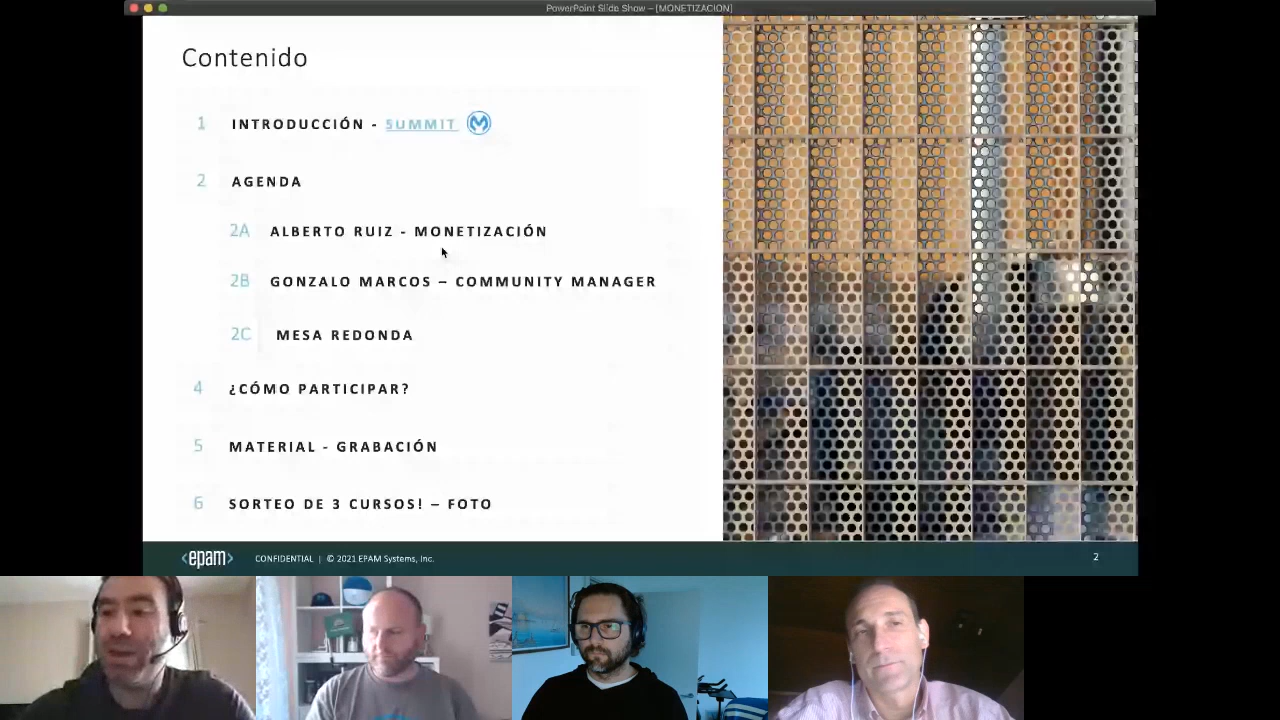 PowerPoint Slide Show – [MONETIZACION]
Contenido
1 INTRODUCCIÓN - SUMMIT
2 AGENDA
2A ALBERTO RUIZ - MONETIZACIÓN
2B GONZALO MARCOS – COMMUNITY MANAGER
2C MESA REDONDA
4 ¿CÓMO PARTICIPAR?
5 MATERIAL - GRABACIÓN
6 SORTEO DE 3 CURSOS! – FOTO
<epam> CONFIDENTIAL | © 2021 EPAM Systems, Inc. 2